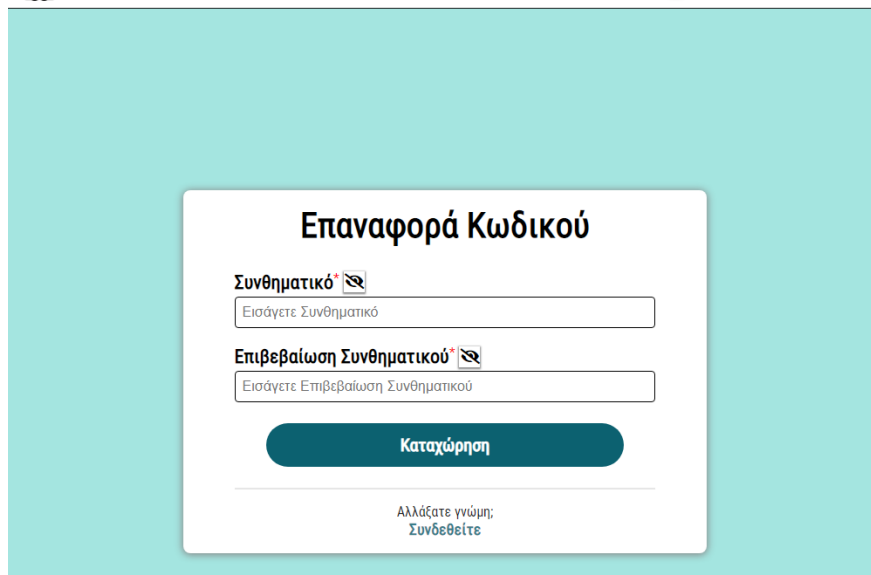 Επαναφορά Κωδικού
Συνθηματικό*
Εισάγετε Συνθηματικό
Επιβεβαίωση Συνθηματικού*
Εισάγετε Επιβεβαίωση Συνθηματικού
Καταχώρηση
Αλλάξατε γνώμη;
Συνδεθείτε